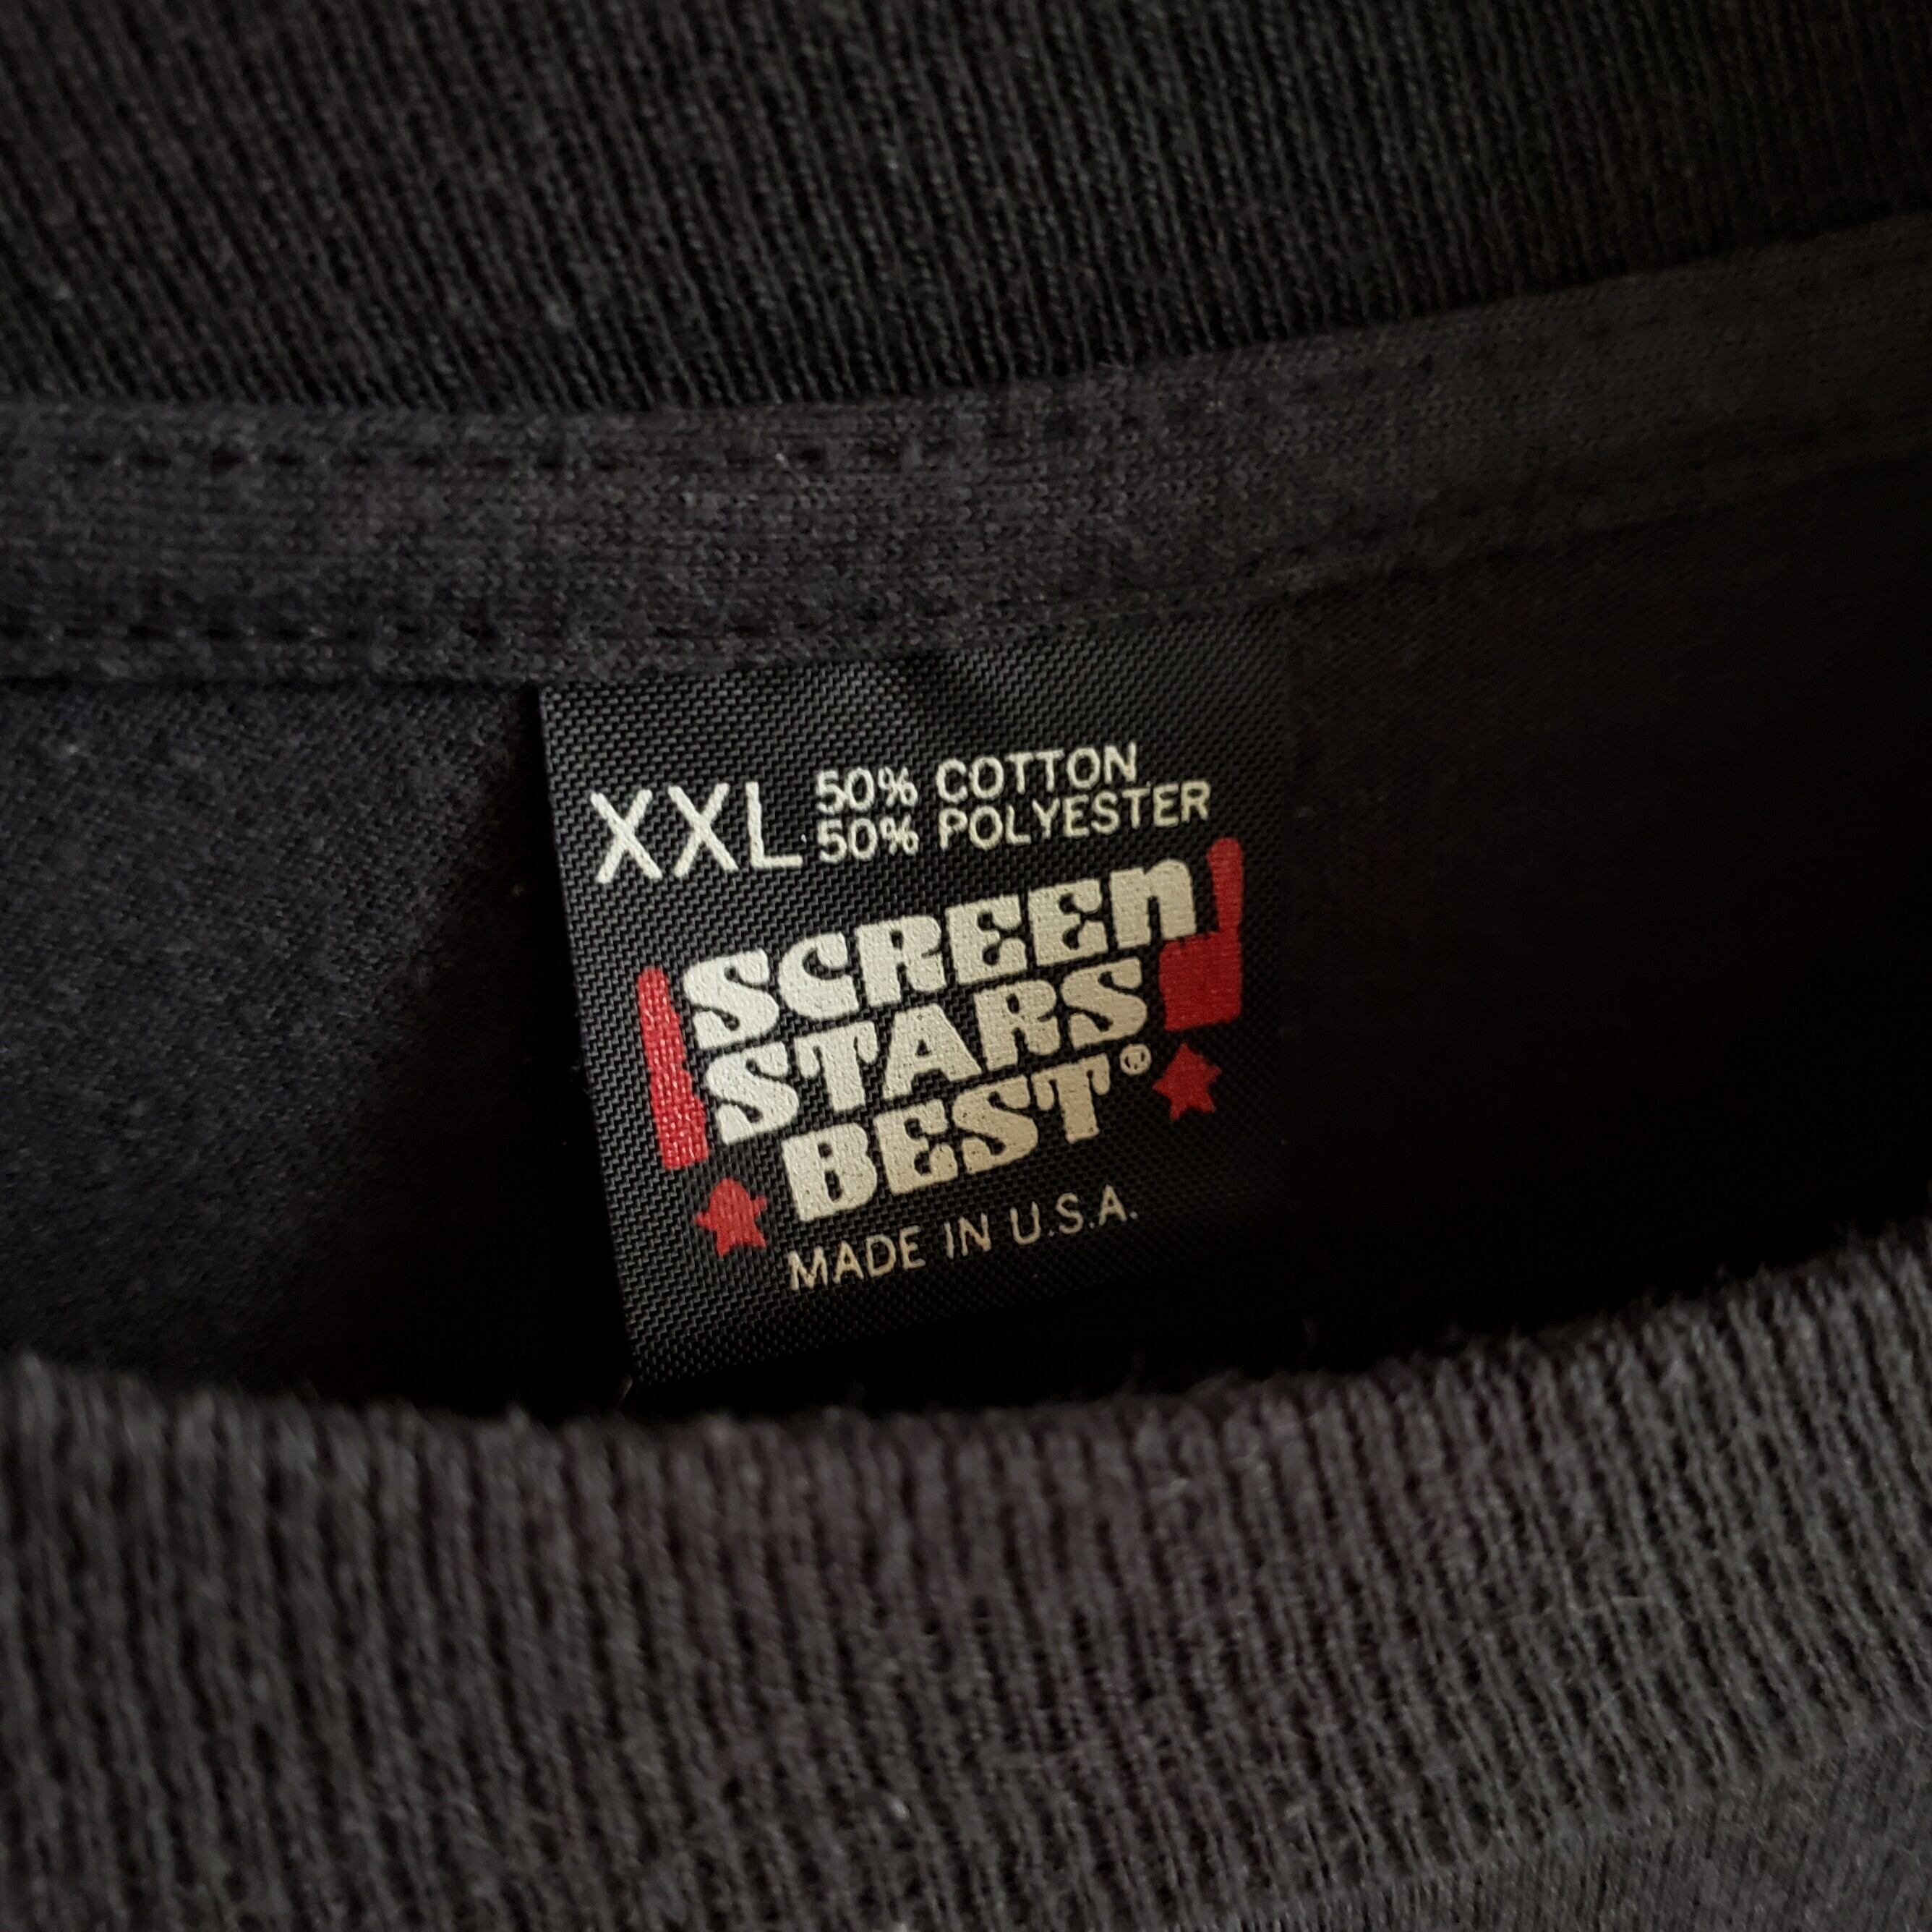 XXL
50% COTTON
50% POLYESTER
SCREEn
STARS
BEST®
MADE IN U.S.A.